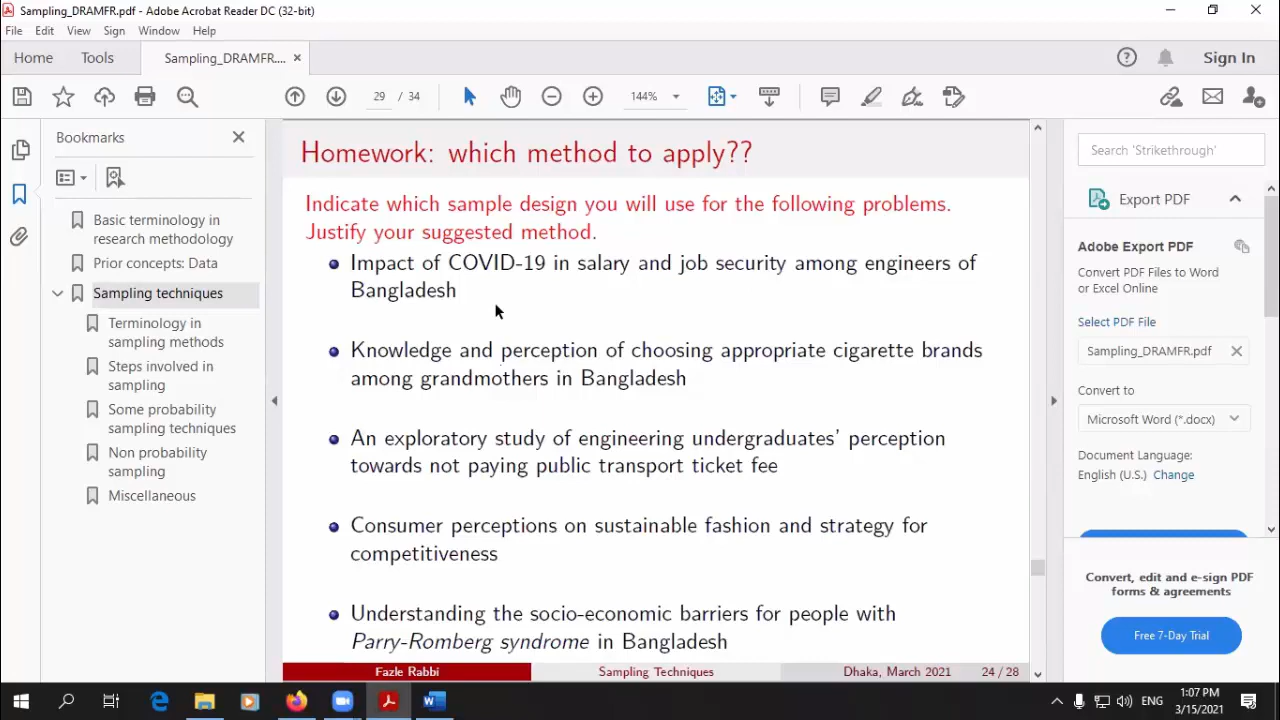 Sampling_DRAMFR.pdf - Adobe Acrobat Reader DC (32-bit)
File Edit View Sign Window Help
Home Tools Sampling_DRAMFR.... × Sign In
29 / 34 144%
Bookmarks
Basic terminology in
research methodology
Prior concepts: Data
Sampling techniques
Terminology in
sampling methods
Steps involved in
sampling
Some probability
sampling techniques
Non probability
sampling
Miscellaneous
Homework: which method to apply??
Indicate which sample design you will use for the following problems.
Justify your suggested method.
Impact of COVID-19 in salary and job security among engineers of
Bangladesh
Knowledge and perception of choosing appropriate cigarette brands
among grandmothers in Bangladesh
An exploratory study of engineering undergraduates' perception
towards not paying public transport ticket fee
Consumer perceptions on sustainable fashion and strategy for
competitiveness
Understanding the socio-economic barriers for people with
Parry-Romberg syndrome in Bangladesh
Fazle Rabbi Sampling Techniques Dhaka, March 2021 24 / 28
Search 'Strikethrough'
Export PDF
Adobe Export PDF
Convert PDF Files to Word
or Excel Online
Select PDF File
Sampling_DRAMFR.pdf
Convert to
Microsoft Word (*.docx)
Document Language:
English (U.S.) Change
Convert, edit and e-sign PDF
forms & agreements
Free 7-Day Trial
ENG
1:07 PM
3/15/2021